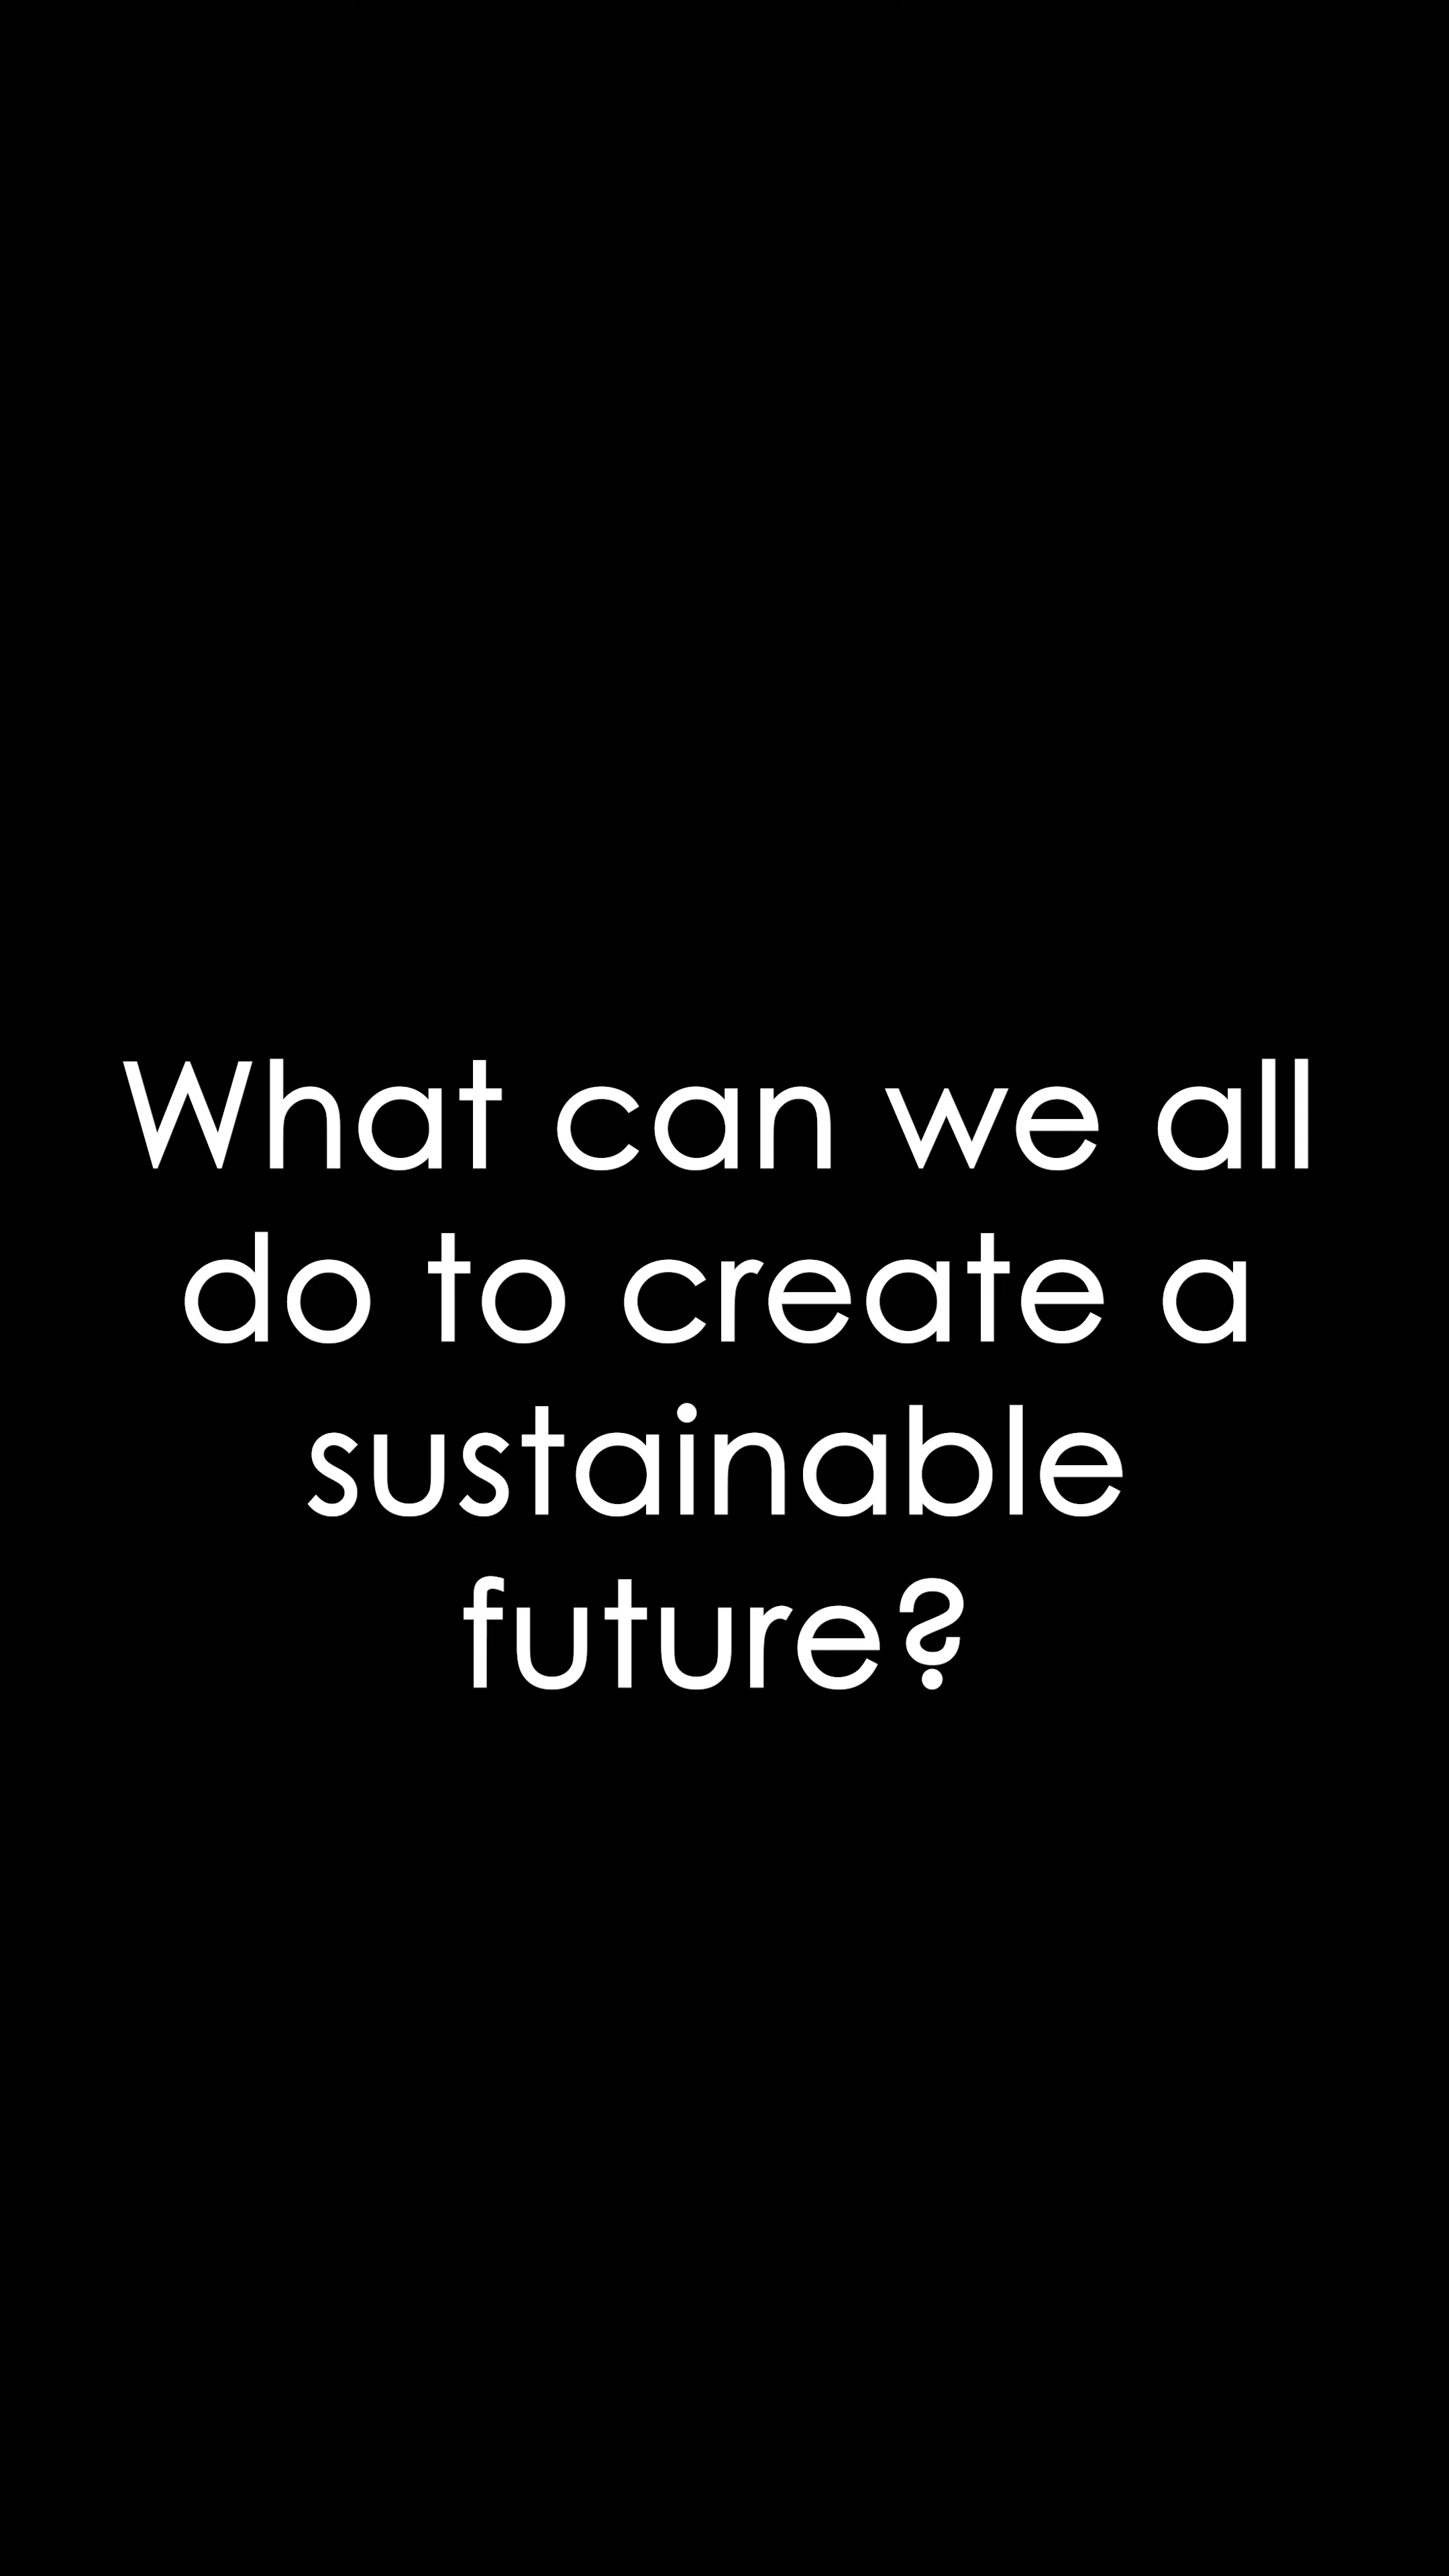 What can we all
do to create a
sustainable
future?